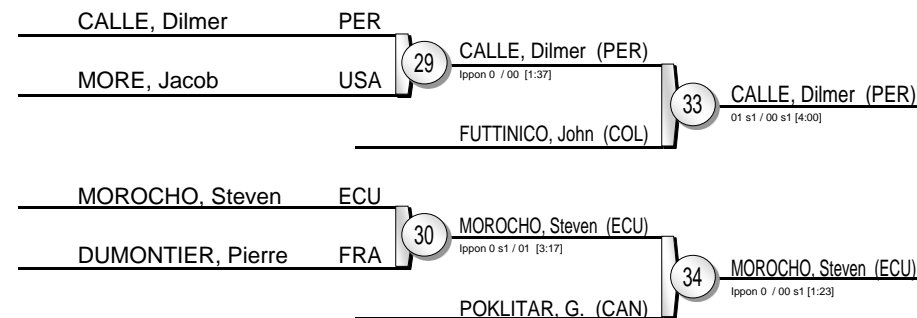 CALLE, Dilmer PER
29
CALLE, Dilmer (PER)
Ippon 0 / 00 [1:37]
MORE, Jacob USA
33
CALLE, Dilmer (PER)
01 s1 / 00 s1 [4:00]
FUTTINICO, John (COL)
MOROCHO, Steven ECU
30
MOROCHO, Steven (ECU)
Ippon 0 s1 / 01 [3:17]
DUMONTIER, Pierre FRA
34
MOROCHO, Steven (ECU)
Ippon 0 / 00 s1 [1:23]
POKLITAR, G. (CAN)